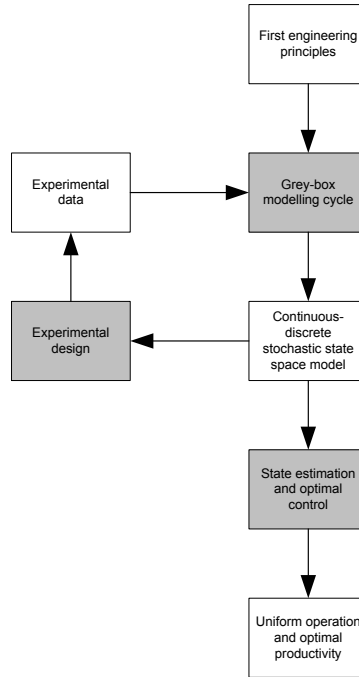 First engineering
principles
Experimental
data
Grey-box
modelling cycle
Experimental
design
Continuous-
discrete
stochastic state
space model
State estimation
and optimal
control
Uniform operation
and optimal
productivity